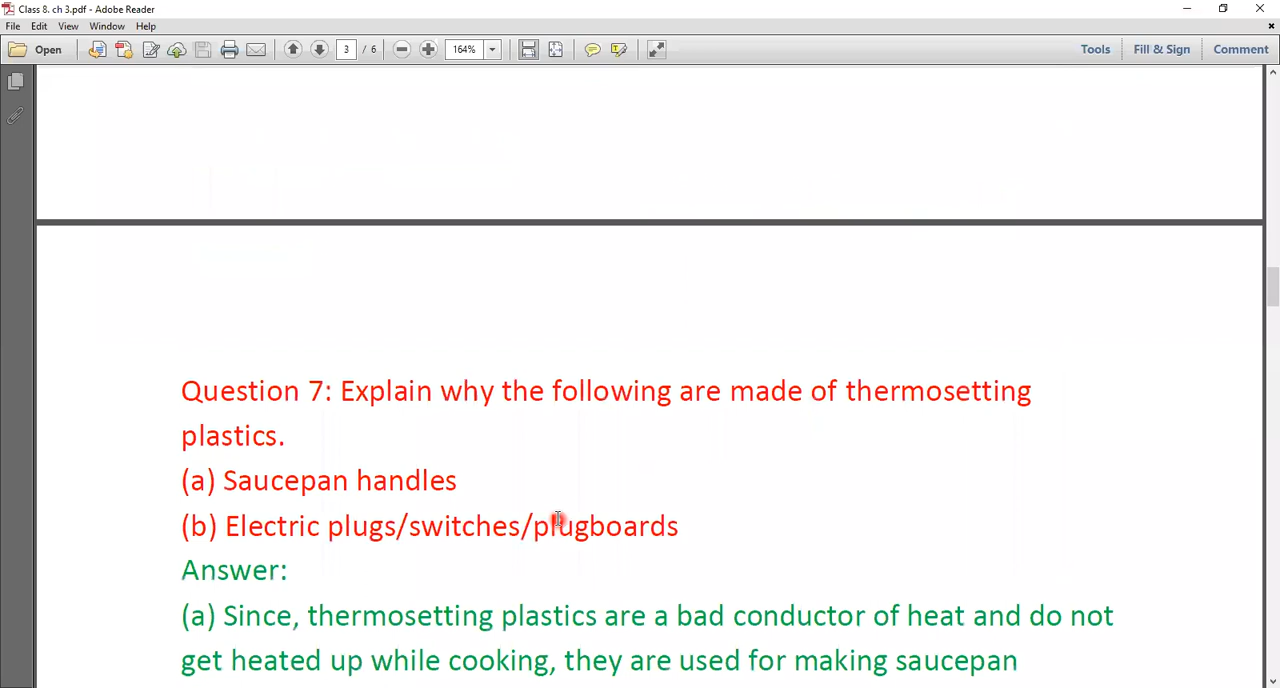 Class 8. ch 3.pdf - Adobe Reader
File Edit View Window Help
Open 3 / 6 164% Tools Fill & Sign Comment
Question 7: Explain why the following are made of thermosetting
plastics.
(a) Saucepan handles
(b) Electric plugs/switches/plugboards
Answer:
(a) Since, thermosetting plastics are a bad conductor of heat and do not
get heated up while cooking, they are used for making saucepan